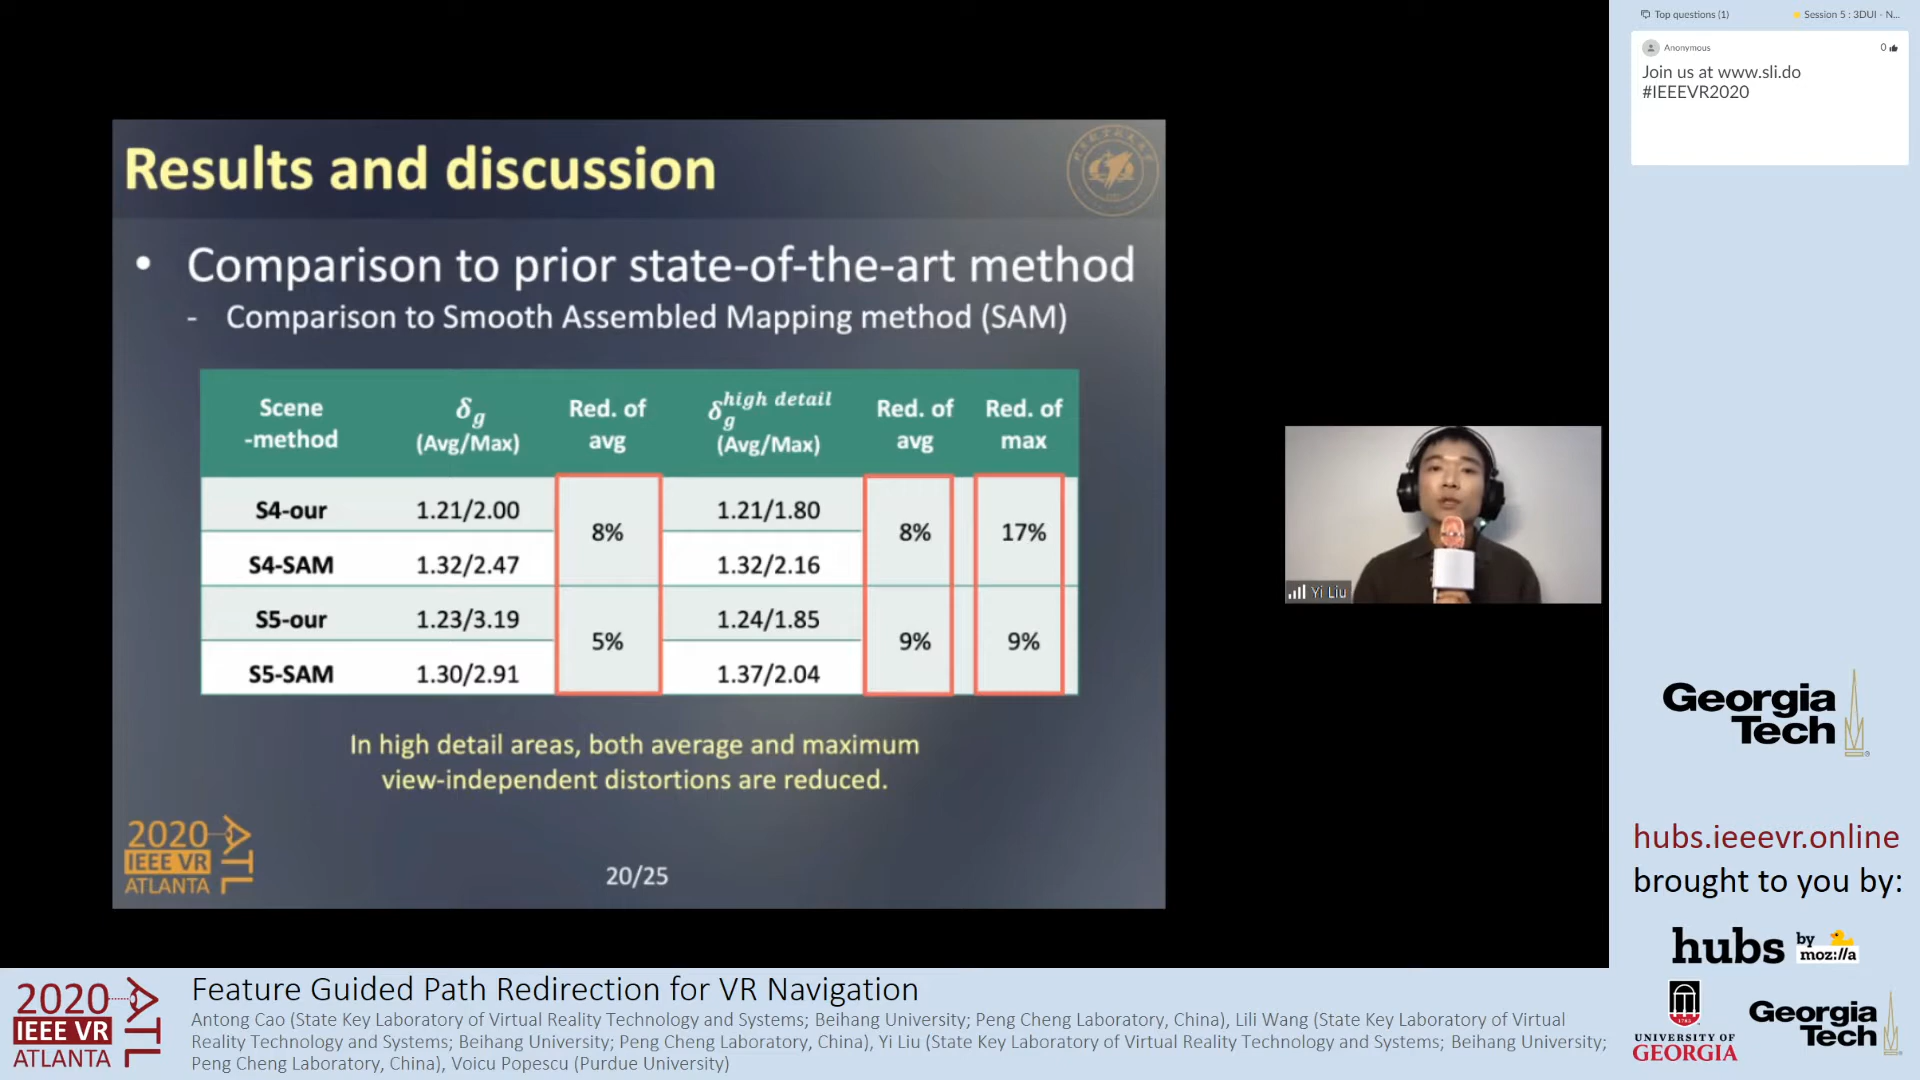 Top questions (1)
Session 5 : 3DUI - N...
Anonymous
0
Join us at www.sli.do
#IEEEVR2020
Results and discussion
• Comparison to prior state-of-the-art method
- Comparison to Smooth Assembled Mapping method (SAM)
Scene -method δg (Avg/Max) Red. of avg δg high detail (Avg/Max) Red. of avg Red. of max
S4-our 1.21/2.00 8% 1.21/1.80 8% 17%
S4-SAM 1.32/2.47 1.32/2.16
S5-our 1.23/3.19 5% 1.24/1.85 9% 9%
S5-SAM 1.30/2.91 1.37/2.04
In high detail areas, both average and maximum
view-independent distortions are reduced.
2020
IEEE VR
ATLANTA
ATL
20/25
Yi Liu
Georgia
Tech
hubs.ieeevr.online
brought to you by:
hubs by moz://a
UNIVERSITY OF
GEORGIA
Georgia
Tech
2020
IEEE VR
ATLANTA
ATL
Feature Guided Path Redirection for VR Navigation
Antong Cao (State Key Laboratory of Virtual Reality Technology and Systems; Beihang University; Peng Cheng Laboratory, China), Lili Wang (State Key Laboratory of Virtual
Reality Technology and Systems; Beihang University; Peng Cheng Laboratory, China), Yi Liu (State Key Laboratory of Virtual Reality Technology and Systems; Beihang University;
Peng Cheng Laboratory, China), Voicu Popescu (Purdue University)